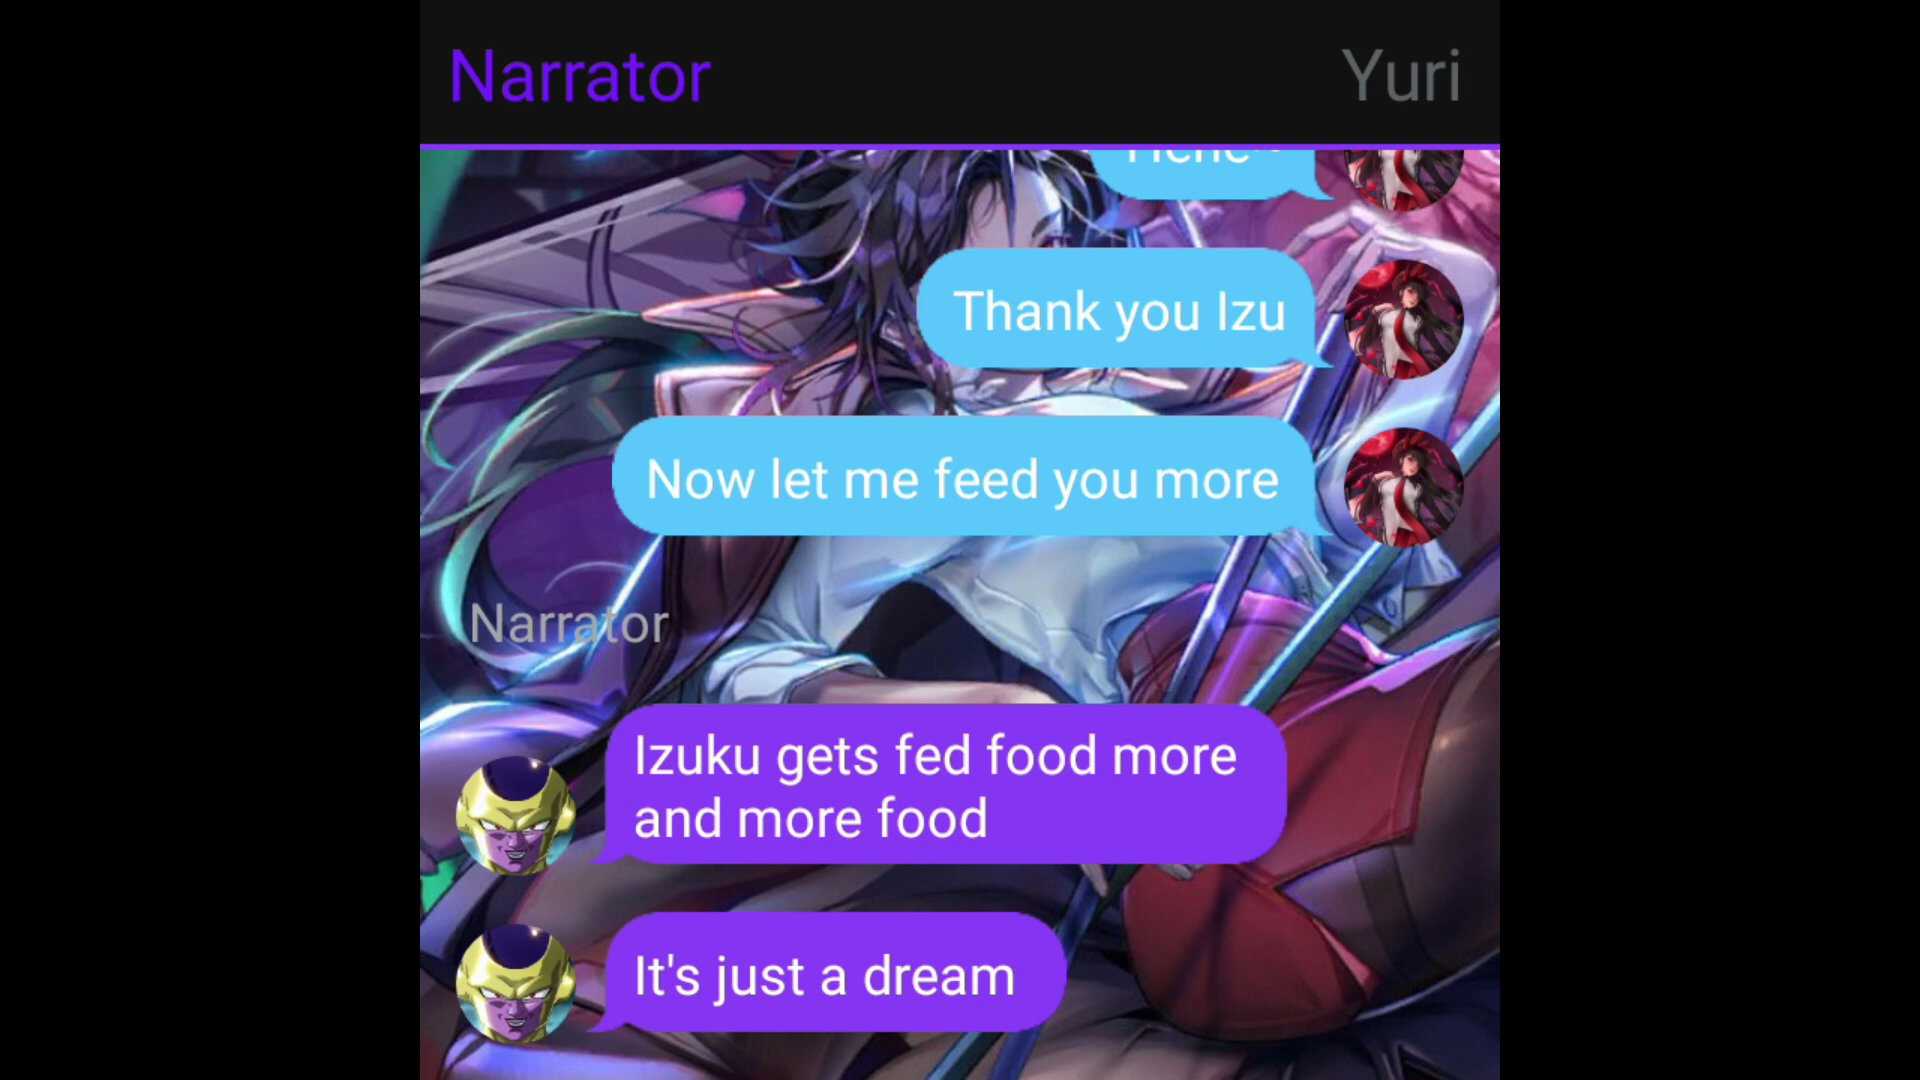 Narrator
Yuri
Thank you Izu
Now let me feed you more
Narrator
Izuku gets fed food more
and more food
It's just a dream